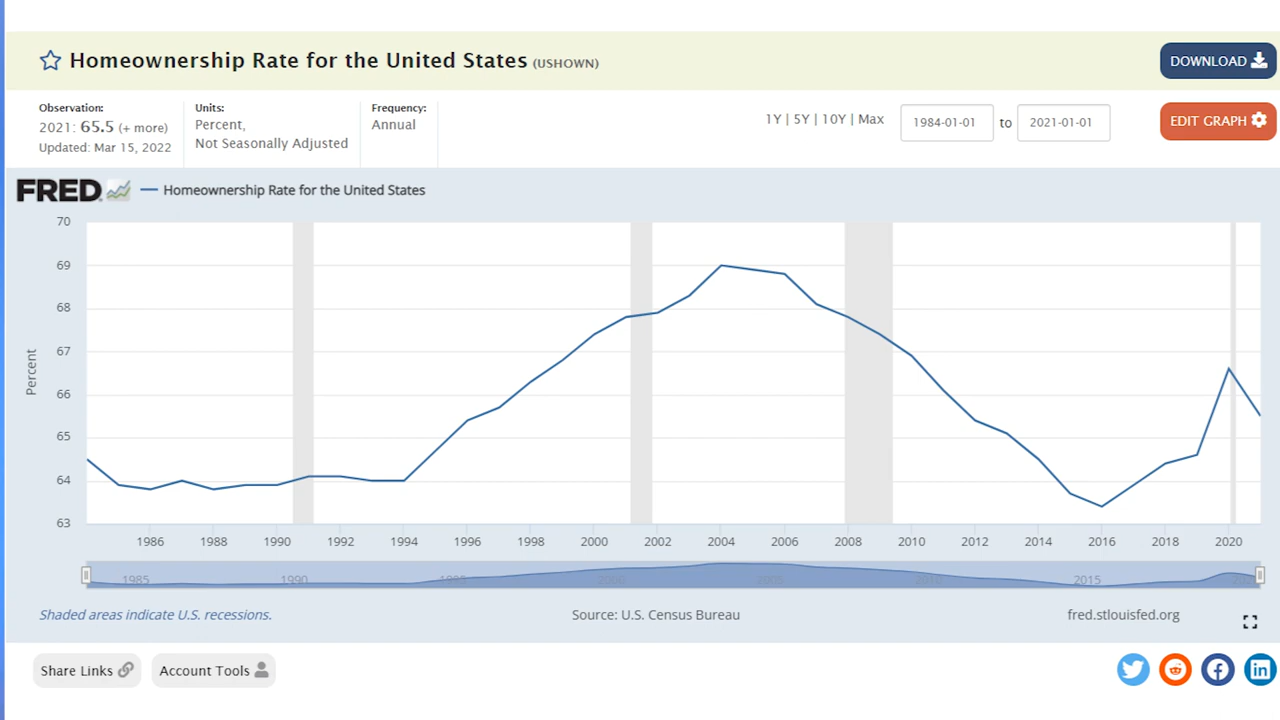 Homeownership Rate for the United States (USHOWN)
DOWNLOAD
Observation:
2021: 65.5 (+ more)
Updated: Mar 15, 2022
Units:
Percent,
Not Seasonally Adjusted
Frequency:
Annual
1Y | 5Y | 10Y | Max
1984-01-01 to 2021-01-01
EDIT GRAPH
FRED
Homeownership Rate for the United States
70
69
68
67
66
65
64
63
Percent
1986 1988 1990 1992 1994 1996 1998 2000 2002 2004 2006 2008 2010 2012 2014 2016 2018 2020
1985 1990 1995 2000 2005 2010 2015
Shaded areas indicate U.S. recessions.
Source: U.S. Census Bureau
fred.stlouisfed.org
Share Links
Account Tools